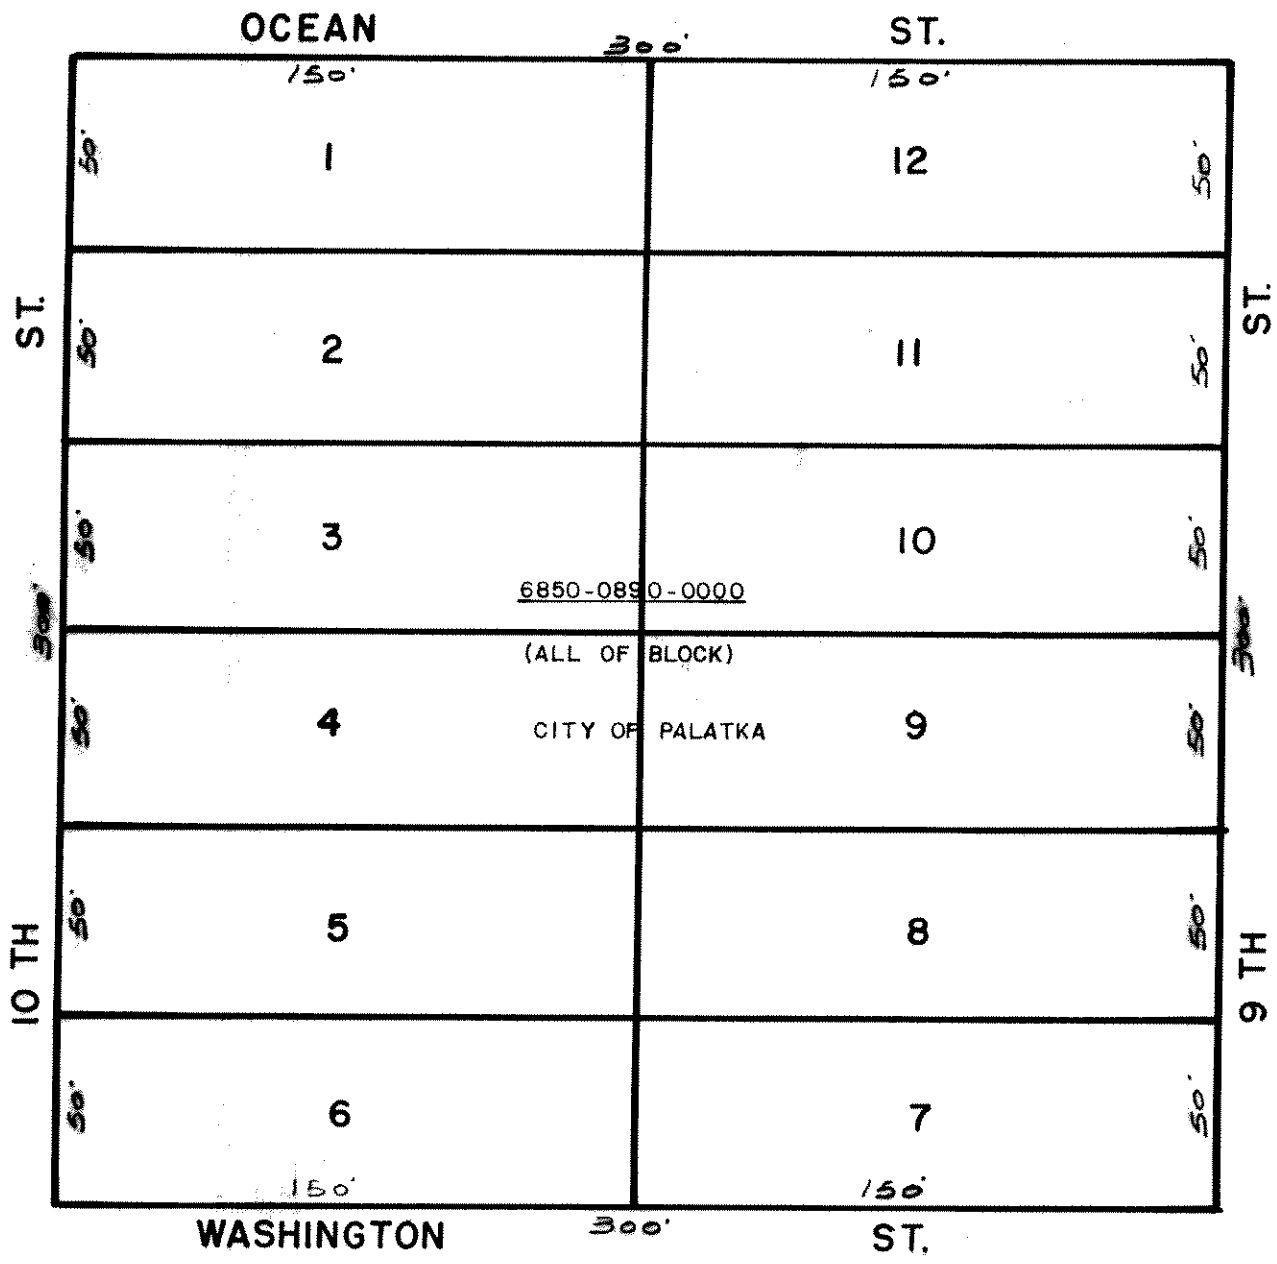 OCEAN 300' ST.
150' 150'
50' 1 12 50'
ST. ST.
50' 2 11 50'
50' 3 10 50'
6850-0890-0000
300' 300'
(ALL OF BLOCK)
50' 4 CITY OF PALATKA 9 50'
50' 5 8 50'
10 TH 9 TH
50' 6 7 50'
150' 150'
WASHINGTON 300' ST.